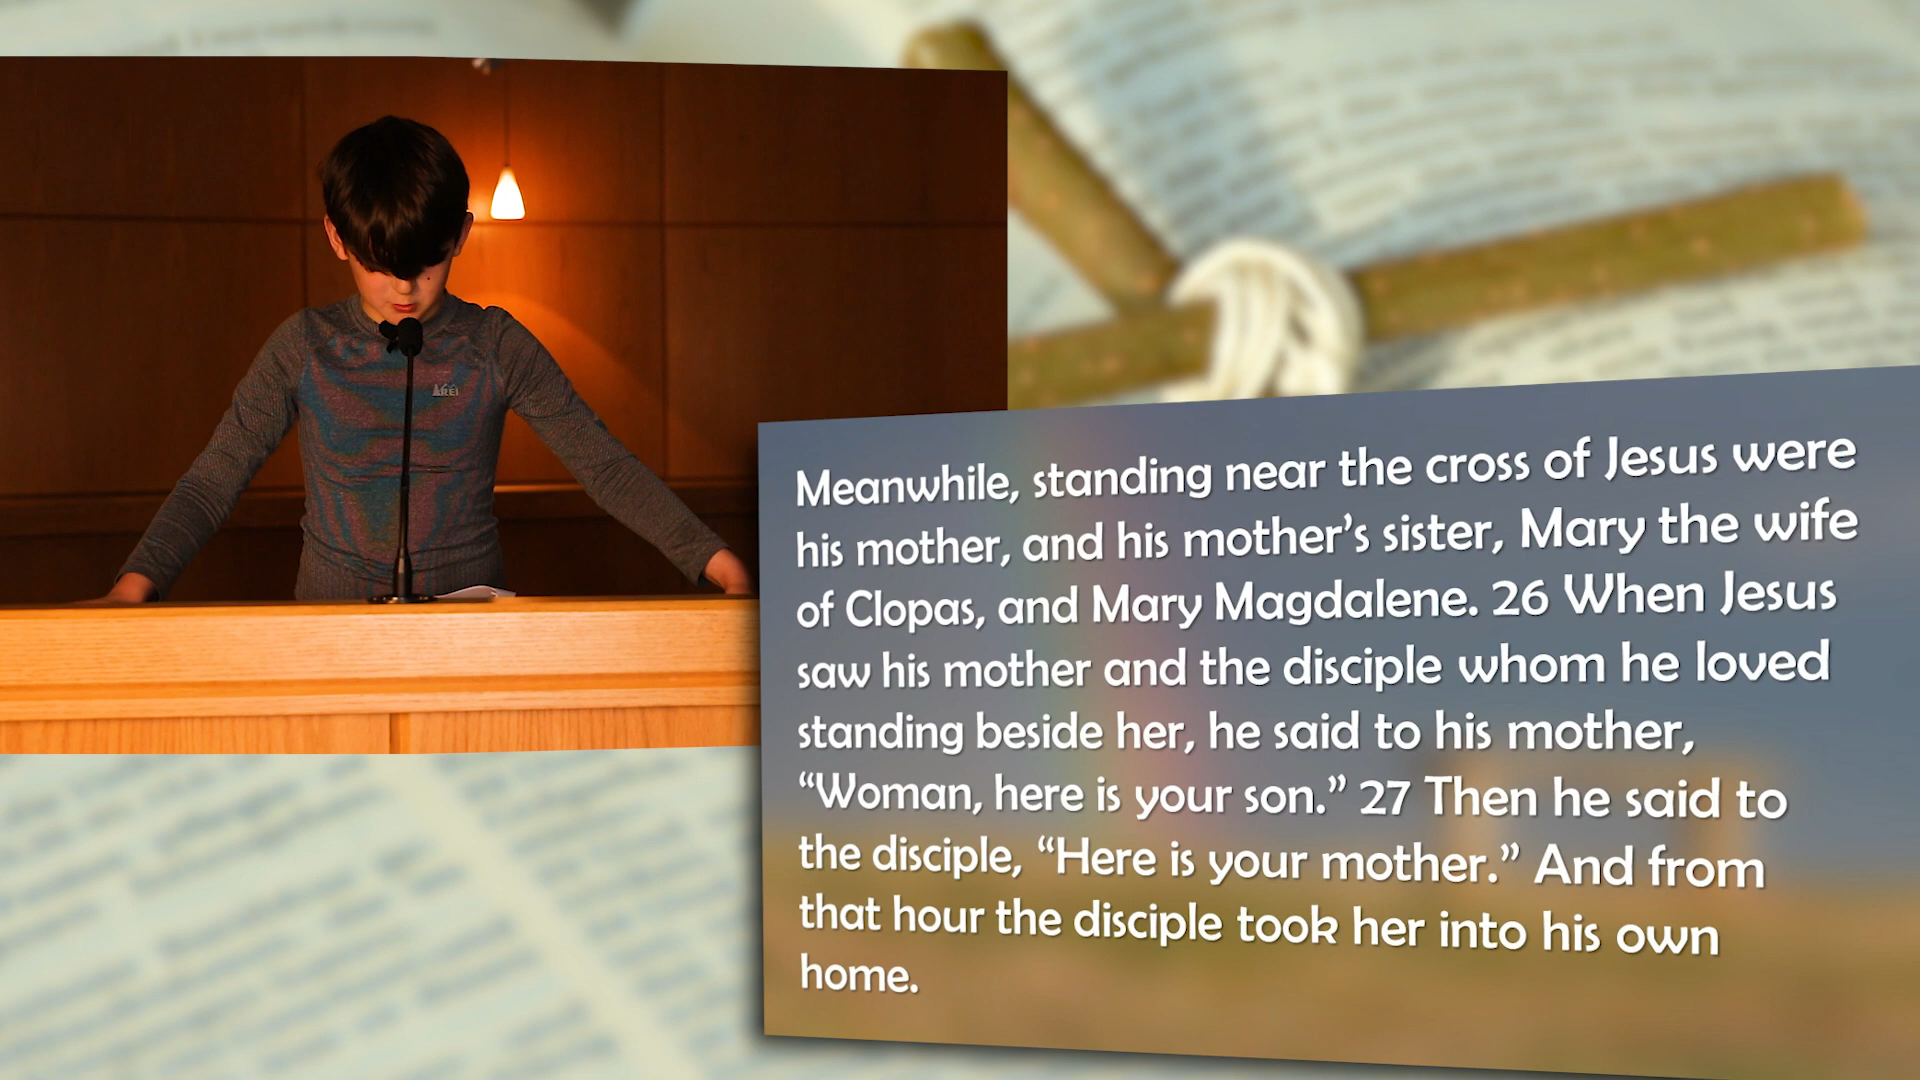 REI
Meanwhile, standing near the cross of Jesus were
his mother, and his mother’s sister, Mary the wife
of Clopas, and Mary Magdalene. 26 When Jesus
saw his mother and the disciple whom he loved
standing beside her, he said to his mother,
“Woman, here is your son.” 27 Then he said to
the disciple, “Here is your mother.” And from
that hour the disciple took her into his own
home.